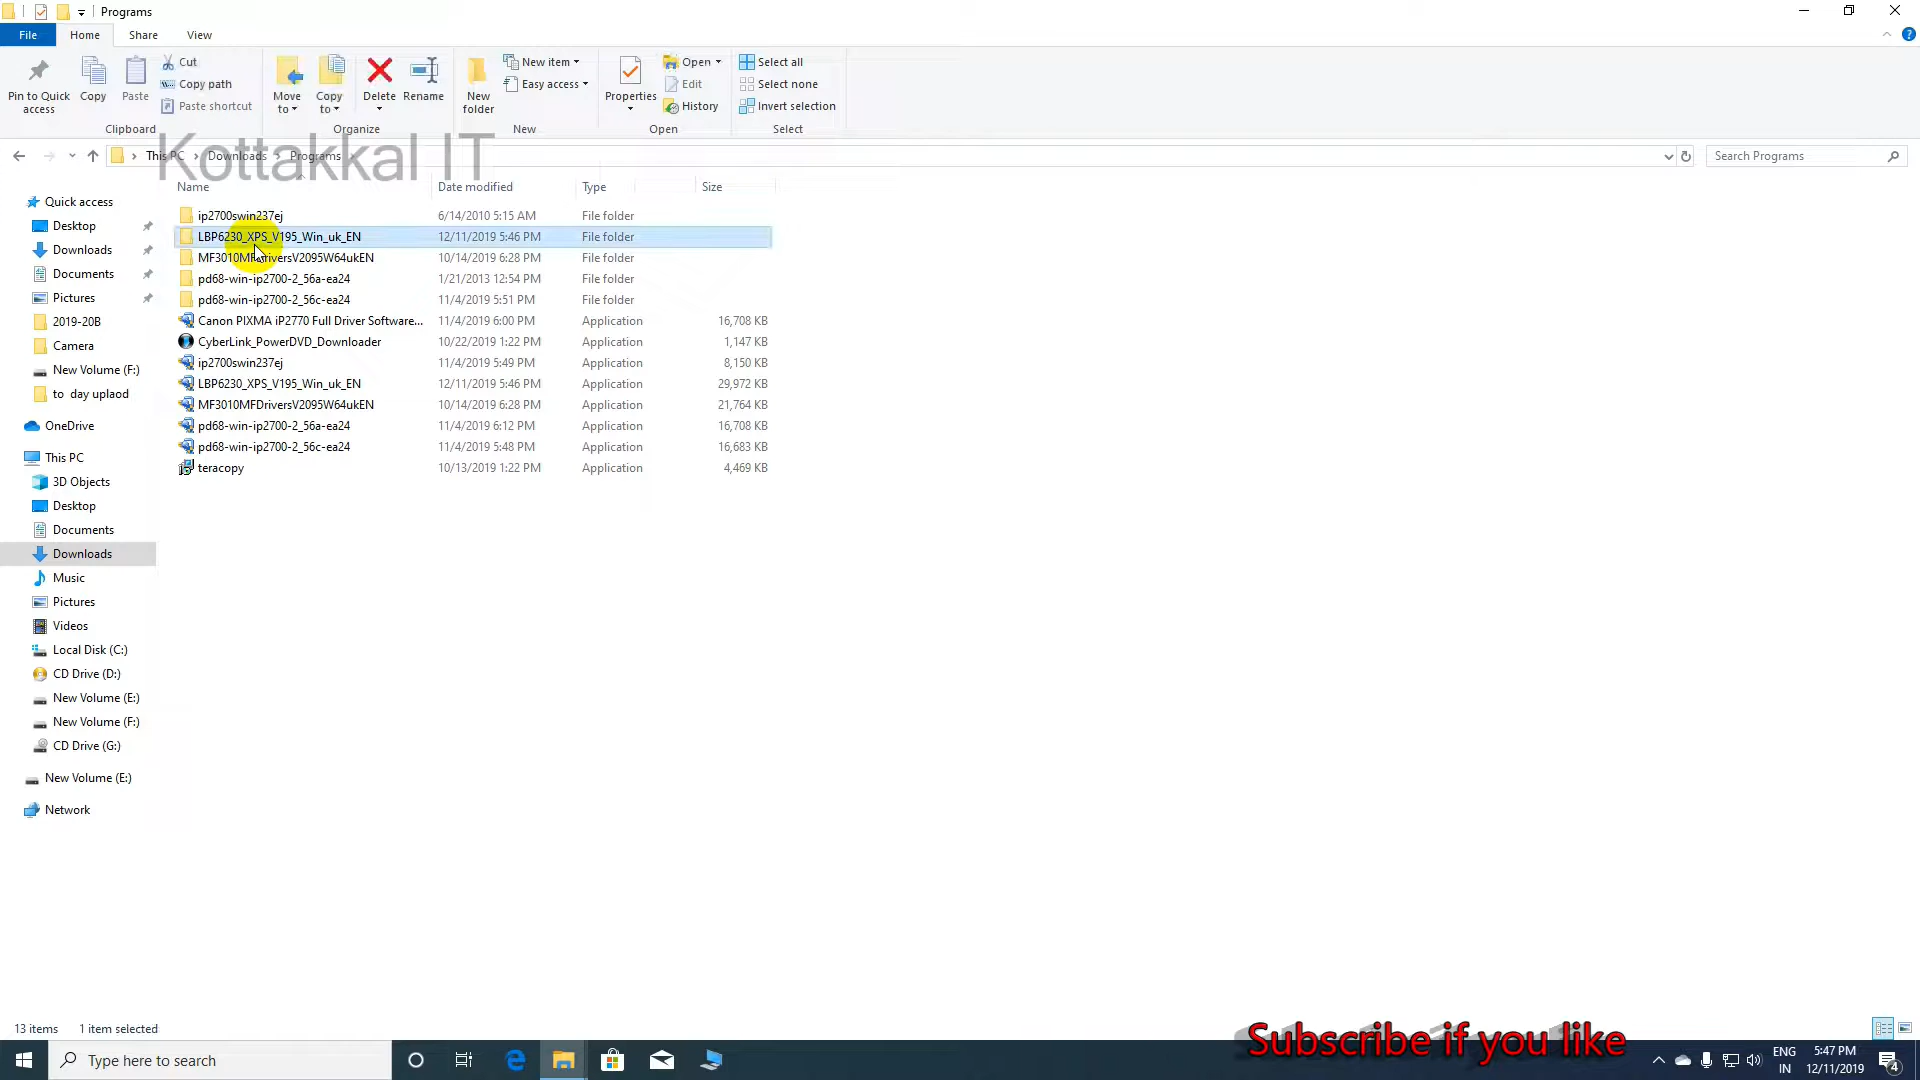 Programs
File Home Share View
Pin to Quick access
Copy
Paste
Cut
Copy path
Paste shortcut
Clipboard
Move to
Copy to
Delete
Rename
Organize
New folder
New item
Easy access
New
Properties
Open
Edit
History
Open
Select all
Select none
Invert selection
Select
Kottakkal IT
This PC Downloads Programs
Search Programs
Name Date modified Type Size
ip2700swin237ej 6/14/2010 5:15 AM File folder
LBP6230_XPS_V195_Win_uk_EN 12/11/2019 5:46 PM File folder
MF3010MFDriversV2095W64ukEN 10/14/2019 6:28 PM File folder
pd68-win-ip2700-2_56a-ea24 1/21/2013 12:54 PM File folder
pd68-win-ip2700-2_56c-ea24 11/4/2019 5:51 PM File folder
Canon PIXMA iP2770 Full Driver Software... 11/4/2019 6:00 PM Application 16,708 KB
CyberLink_PowerDVD_Downloader 10/22/2019 1:22 PM Application 1,147 KB
ip2700swin237ej 11/4/2019 5:49 PM Application 8,150 KB
LBP6230_XPS_V195_Win_uk_EN 12/11/2019 5:46 PM Application 29,972 KB
MF3010MFDriversV2095W64ukEN 10/14/2019 6:28 PM Application 21,764 KB
pd68-win-ip2700-2_56a-ea24 11/4/2019 6:12 PM Application 16,708 KB
pd68-win-ip2700-2_56c-ea24 11/4/2019 5:48 PM Application 16,683 KB
teracopy 10/13/2019 1:22 PM Application 4,469 KB
Quick access
Desktop
Downloads
Documents
Pictures
2019-20B
Camera
New Volume (F:)
to day uplaod
OneDrive
This PC
3D Objects
Desktop
Documents
Downloads
Music
Pictures
Videos
Local Disk (C:)
CD Drive (D:)
New Volume (E:)
New Volume (F:)
CD Drive (G:)
New Volume (E:)
Network
13 items 1 item selected
Subscribe if you like
Type here to search
ENG
IN
5:47 PM
12/11/2019
4